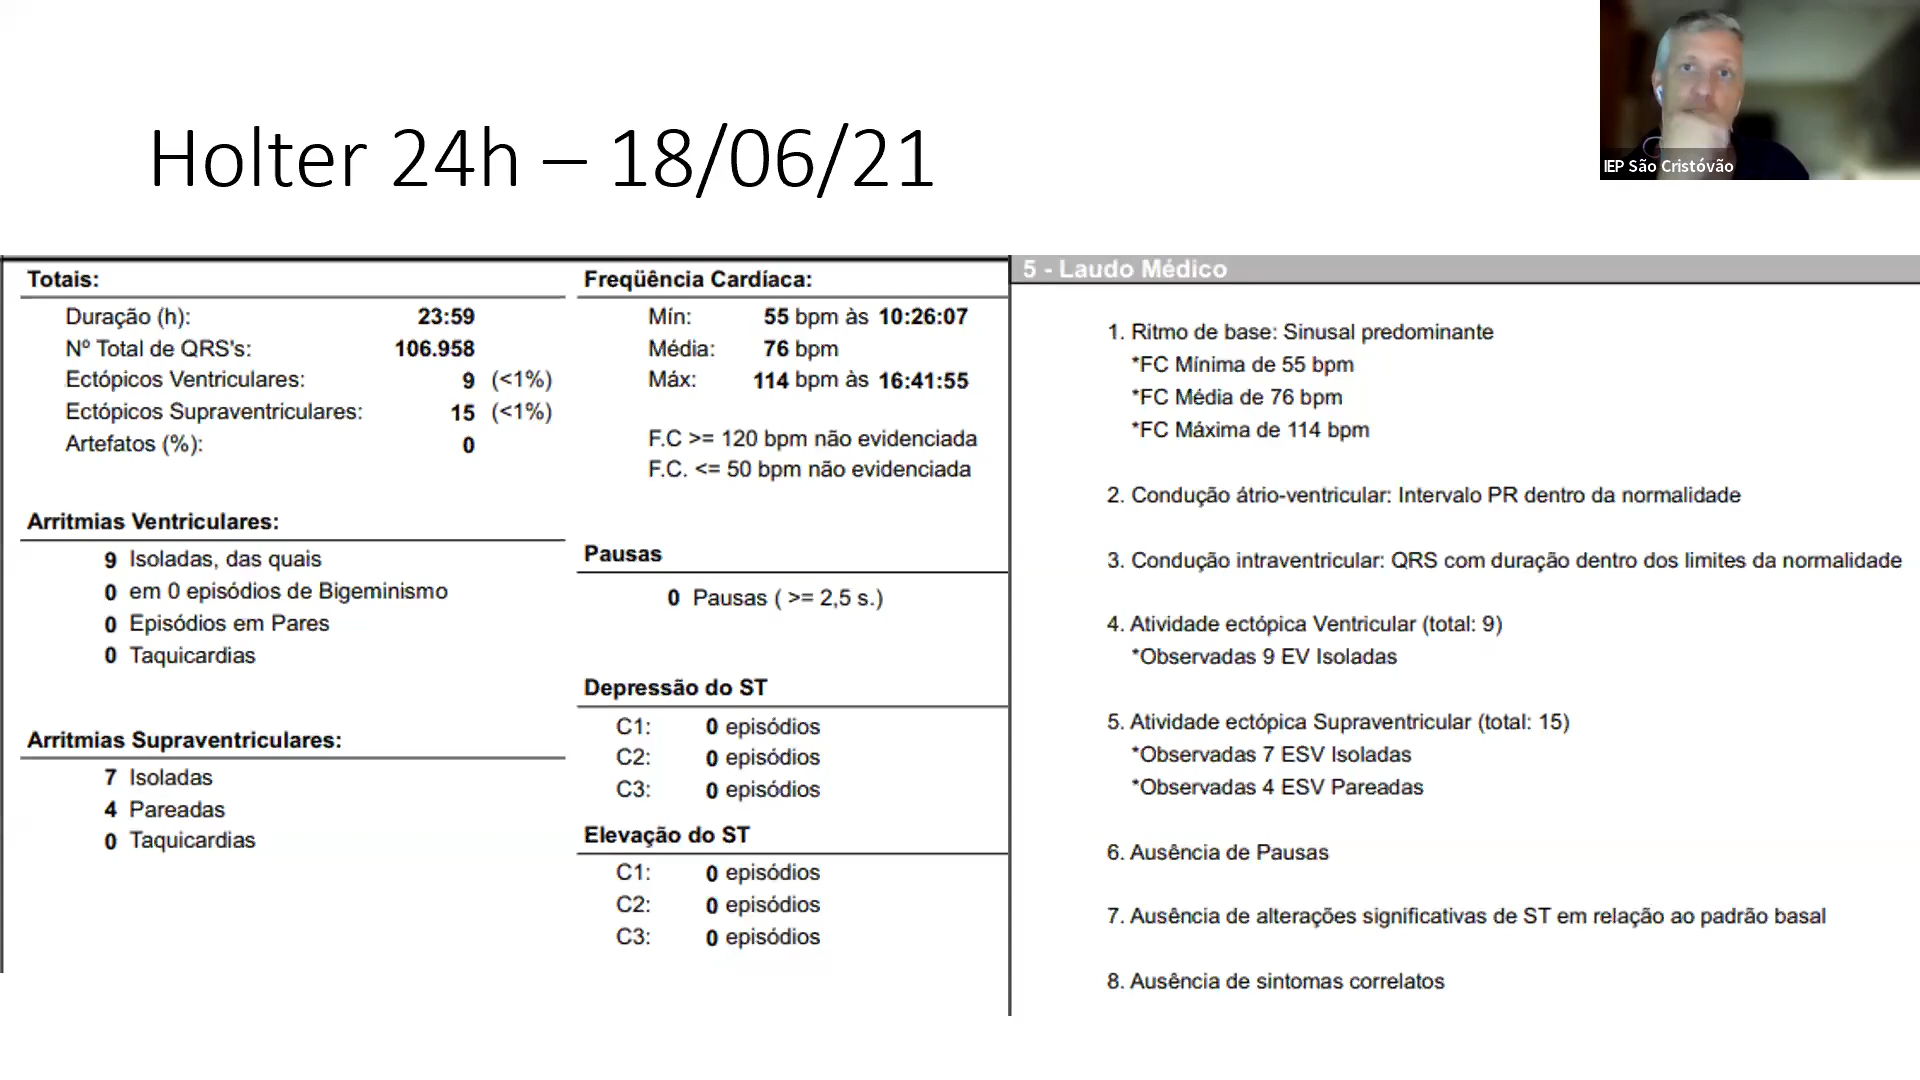 Holter 24h – 18/06/21
IEP São Cristóvão
Totais:
Duração (h): 23:59
Nº Total de QRS's: 106.958
Ectópicos Ventriculares: 9 (<1%)
Ectópicos Supraventriculares: 15 (<1%)
Artefatos (%): 0
Arritmias Ventriculares:
9 Isoladas, das quais
0 em 0 episódios de Bigeminismo
0 Episódios em Pares
0 Taquicardias
Arritmias Supraventriculares:
7 Isoladas
4 Pareadas
0 Taquicardias
Freqüência Cardíaca:
Mín: 55 bpm às 10:26:07
Média: 76 bpm
Máx: 114 bpm às 16:41:55
F.C >= 120 bpm não evidenciada
F.C. <= 50 bpm não evidenciada
Pausas
0 Pausas ( >= 2,5 s.)
Depressão do ST
C1: 0 episódios
C2: 0 episódios
C3: 0 episódios
Elevação do ST
C1: 0 episódios
C2: 0 episódios
C3: 0 episódios
5 - Laudo Médico
1. Ritmo de base: Sinusal predominante
*FC Mínima de 55 bpm
*FC Média de 76 bpm
*FC Máxima de 114 bpm
2. Condução átrio-ventricular: Intervalo PR dentro da normalidade
3. Condução intraventricular: QRS com duração dentro dos limites da normalidade
4. Atividade ectópica Ventricular (total: 9)
*Observadas 9 EV Isoladas
5. Atividade ectópica Supraventricular (total: 15)
*Observadas 7 ESV Isoladas
*Observadas 4 ESV Pareadas
6. Ausência de Pausas
7. Ausência de alterações significativas de ST em relação ao padrão basal
8. Ausência de sintomas correlatos